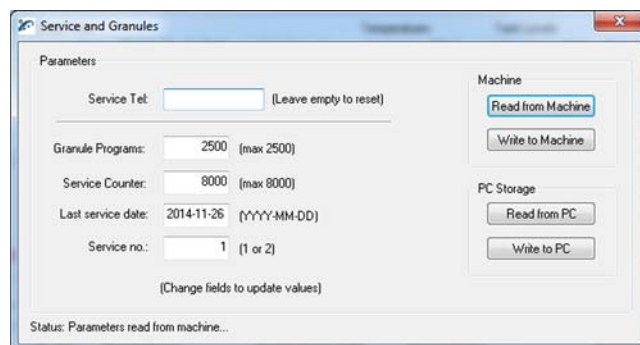 Service and Granules
Parameters
Service Tel: (Leave empty to reset)
Granule Programs: 2500 (max 2500)
Service Counter: 8000 (max 8000)
Last service date: 2014-11-26 (YYYY-MM-DD)
Service no.: 1 (1 or 2)
(Change fields to update values)
Machine
Read from Machine
Write to Machine
PC Storage
Read from PC
Write to PC
Status: Parameters read from machine...